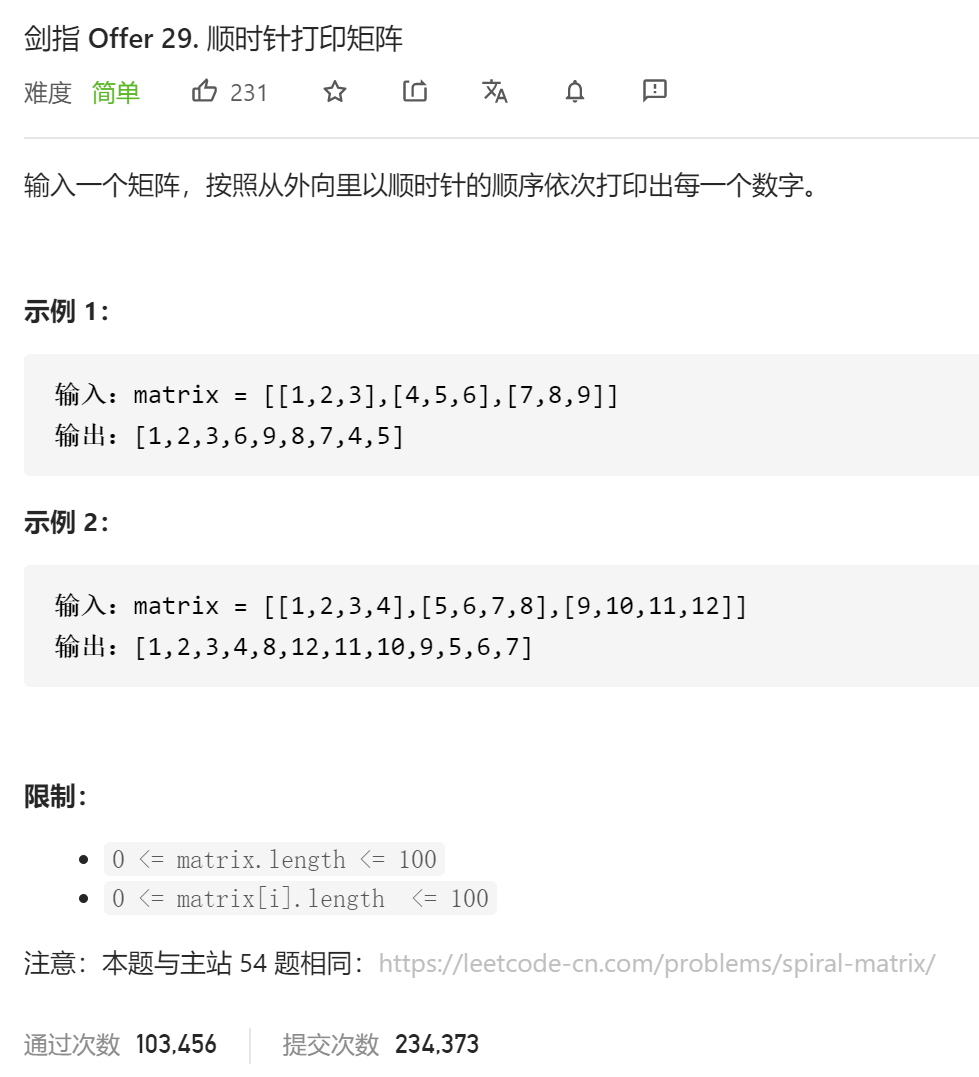 剑指 Offer 29. 顺时针打印矩阵
难度 简单 231
输入一个矩阵，按照从外向里以顺时针的顺序依次打印出每一个数字。
示例 1：
输入：matrix = [[1,2,3],[4,5,6],[7,8,9]]
输出：[1,2,3,6,9,8,7,4,5]
示例 2：
输入：matrix = [[1,2,3,4],[5,6,7,8],[9,10,11,12]]
输出：[1,2,3,4,8,12,11,10,9,5,6,7]
限制：
0 <= matrix.length <= 100
0 <= matrix[i].length <= 100
注意：本题与主站 54 题相同：https://leetcode-cn.com/problems/spiral-matrix/
通过次数 103,456 提交次数 234,373